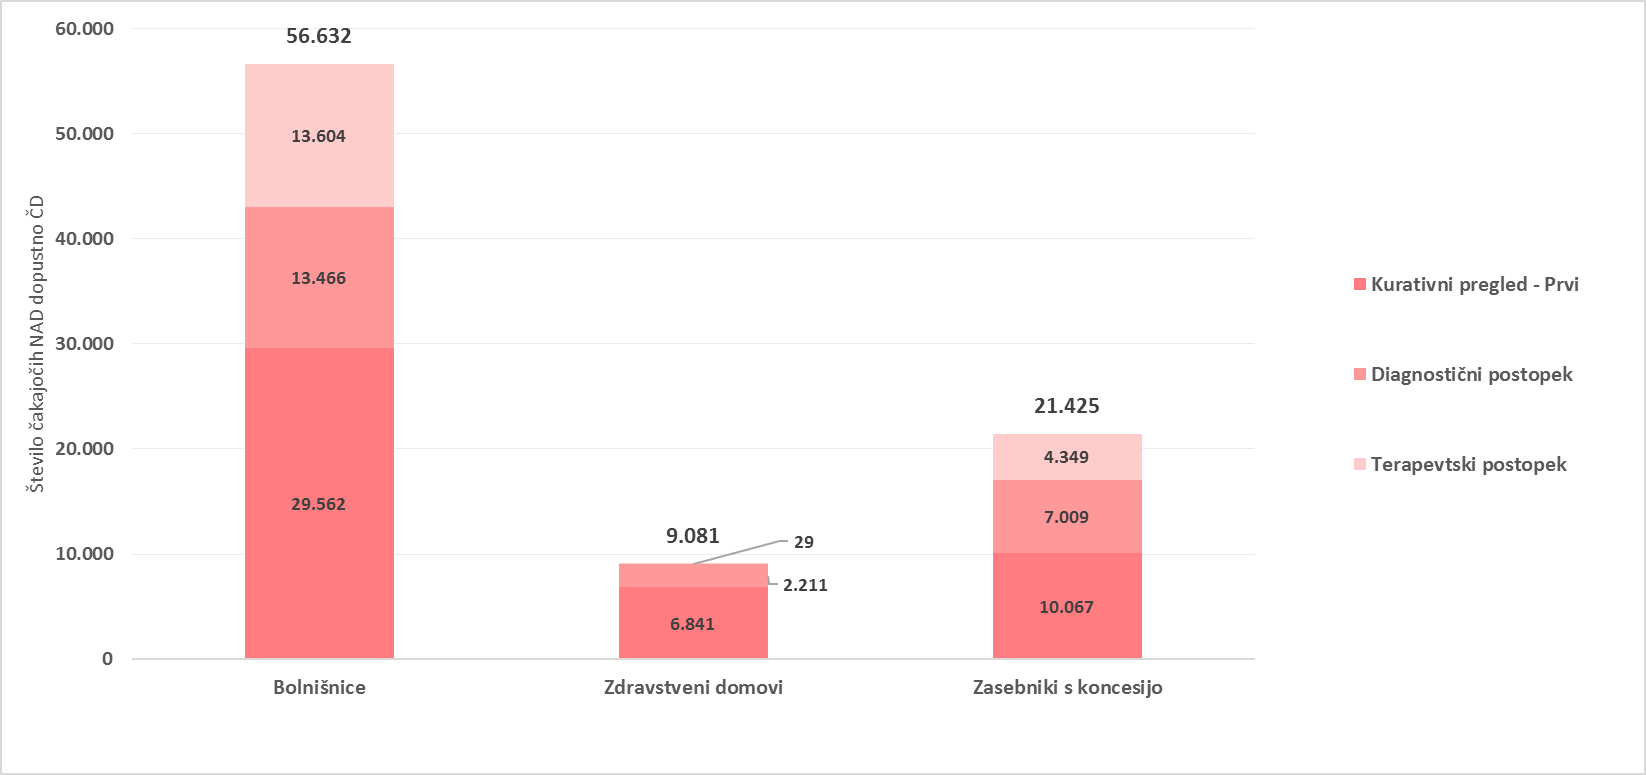 60.000
50.000
40.000
30.000
20.000
10.000
0
Število čakajočih NAD dopustno ČD
56.632
13.604
13.466
29.562
9.081
29
2.211
6.841
21.425
4.349
7.009
10.067
Bolnišnice
Zdravstveni domovi
Zasebniki s koncesijo
Kurativni pregled - Prvi
Diagnostični postopek
Terapevtski postopek